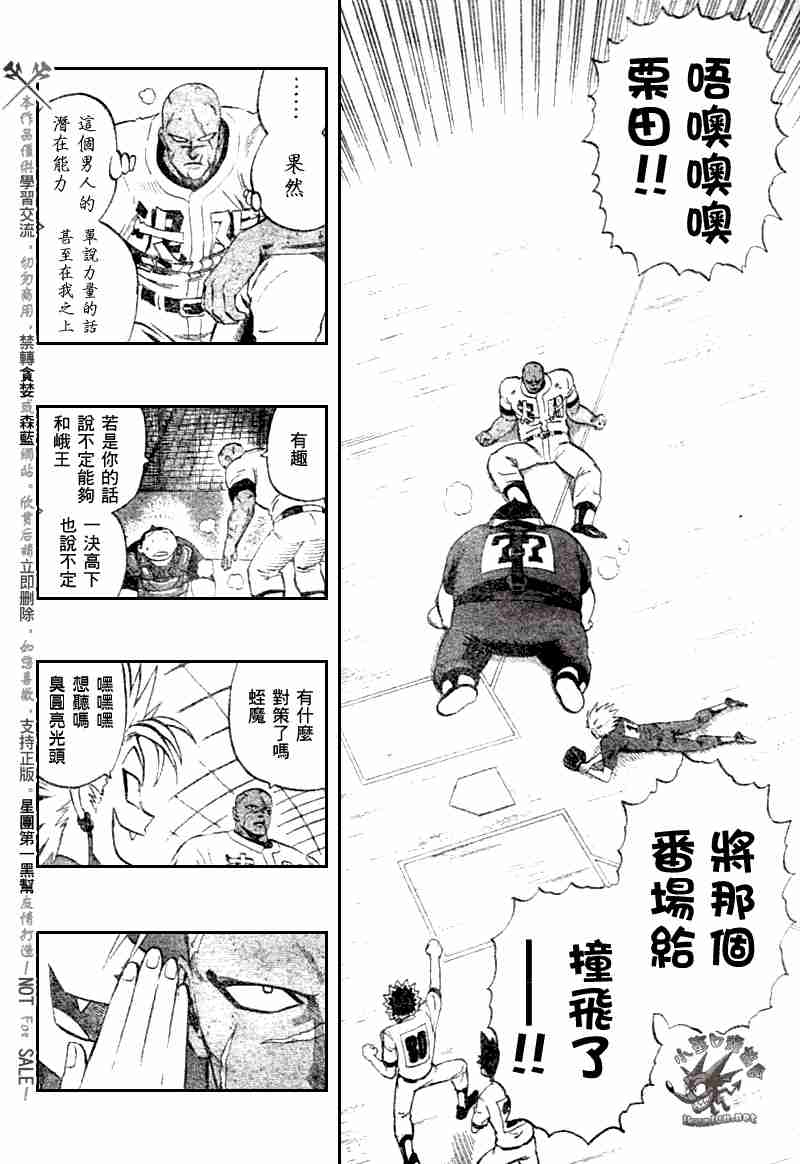 唔噢噢噢
栗田!!
將那個
番場給
撞飛了
——!!
77
80
……
果然
這個男人的
潛在能力
單說力量的話
甚至在我之上
有趣
若是你的話
說不定能夠
和峨王
一決高下
也說不定
有什麼
對策了嗎
蛭魔
嘿嘿嘿
想聽嗎
臭圓亮光頭
本作品僅供學習交流，切勿商用，禁轉貪婪或森藍網站。欣賞后請立即刪除，如您喜歡，支持正版。星團第一黑幫友情打造—NOT For SALE—